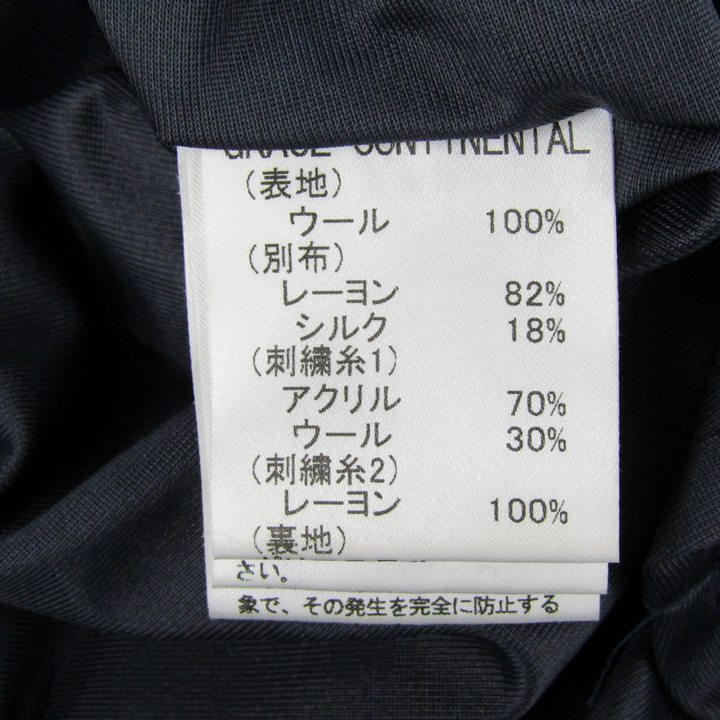 GRACE CONTINENTAL
(表地)
ウール 100%
(別布)
レーヨン 82%
シルク 18%
(刺繍糸1)
アクリル 70%
ウール 30%
(刺繍糸2)
レーヨン 100%
(裏地)
さい。
象で、その発生を完全に防止する